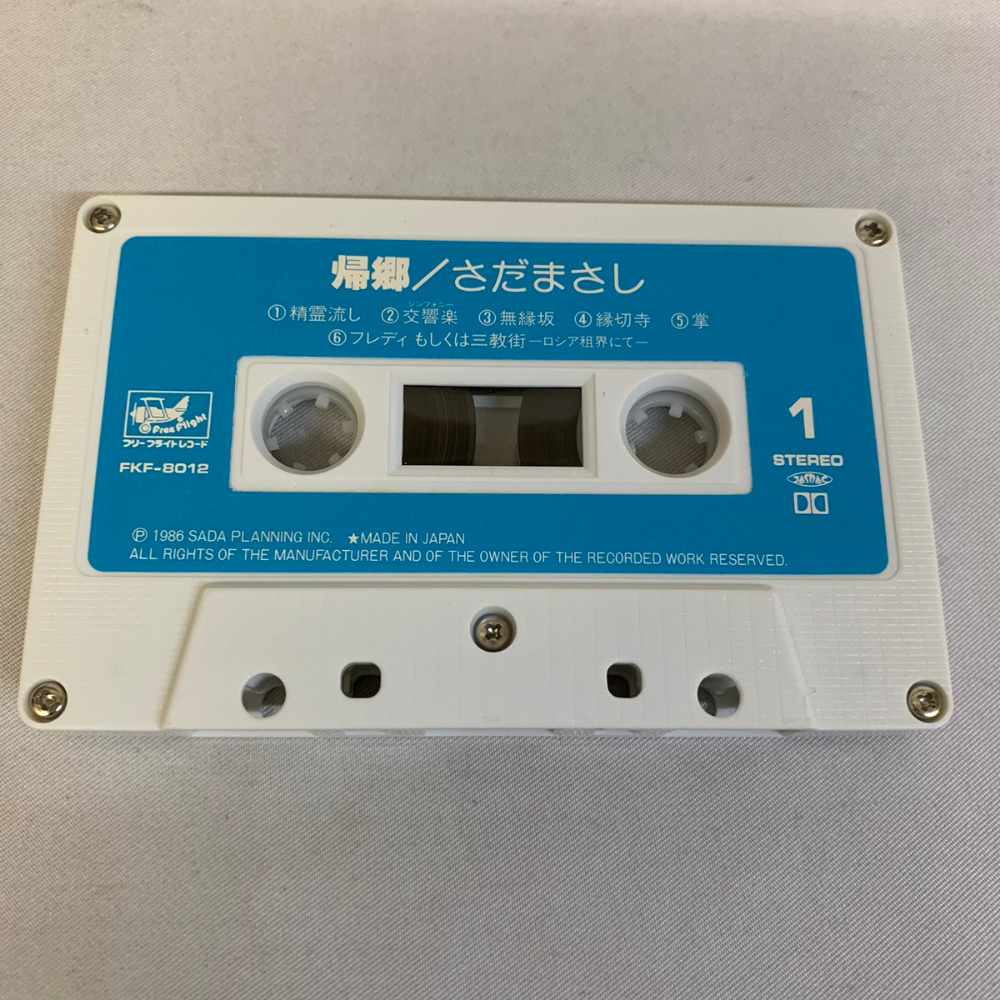 帰郷/さだまさし
シンフォニー
①精霊流し ②交響楽 ③無縁坂 ④縁切寺 ⑤掌
⑥フレディ もしくは三教街—ロシア租界にて—
Free Flight
フリーフライトレコード
FKF-8012
1
STEREO
JASRAC
Ⓟ 1986 SADA PLANNING INC. ★MADE IN JAPAN
ALL RIGHTS OF THE MANUFACTURER AND OF THE OWNER OF THE RECORDED WORK RESERVED.